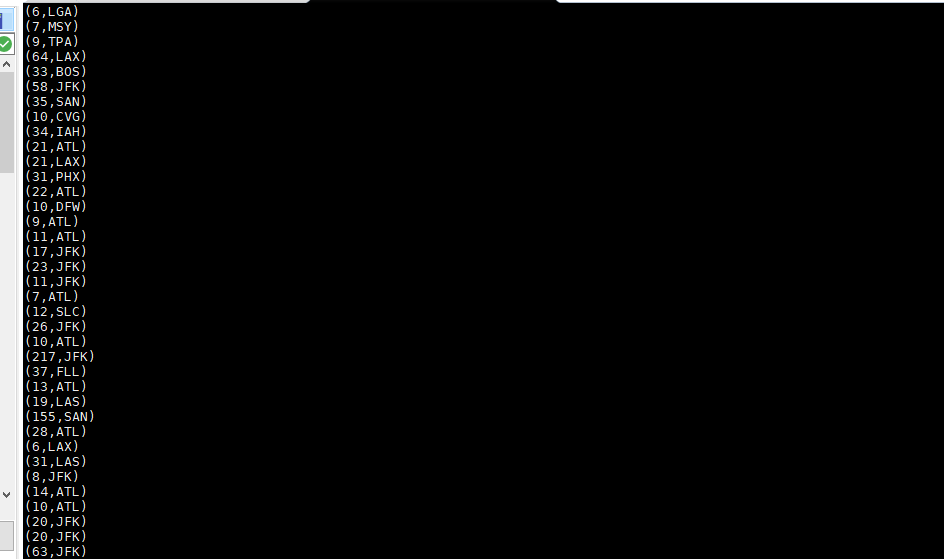 (6,LGA)
(7,MSY)
(9,TPA)
(64,LAX)
(33,BOS)
(58,JFK)
(35,SAN)
(10,CVG)
(34,IAH)
(21,ATL)
(21,LAX)
(31,PHX)
(22,ATL)
(10,DFW)
(9,ATL)
(11,ATL)
(17,JFK)
(23,JFK)
(11,JFK)
(7,ATL)
(12,SLC)
(26,JFK)
(10,ATL)
(217,JFK)
(37,FLL)
(13,ATL)
(19,LAS)
(155,SAN)
(28,ATL)
(6,LAX)
(31,LAS)
(8,JFK)
(14,ATL)
(10,ATL)
(20,JFK)
(20,JFK)
(63,JFK)